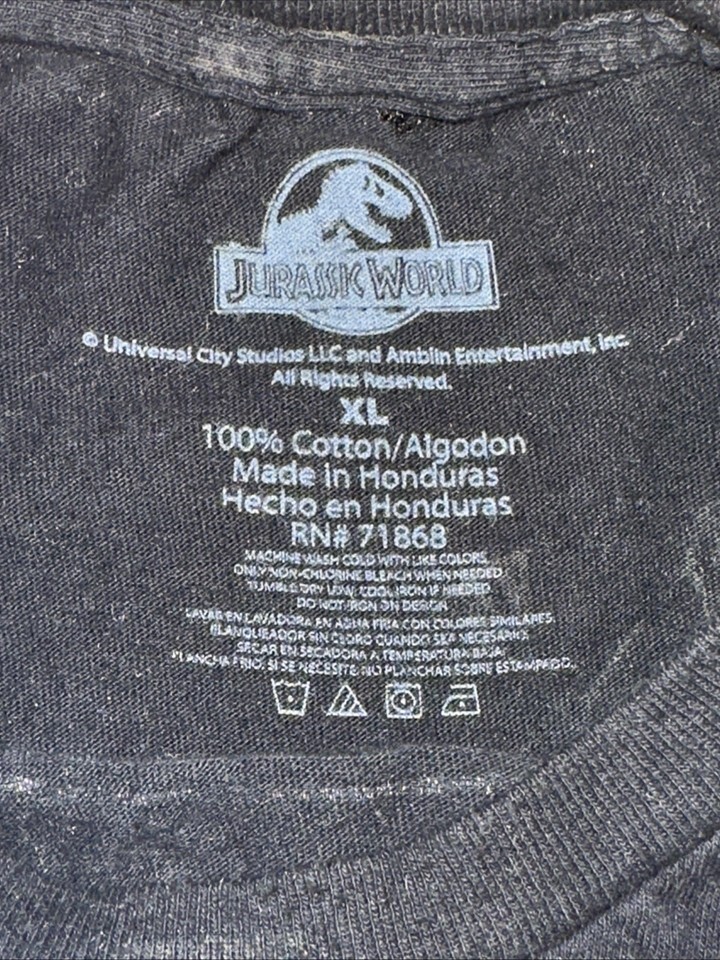 JURASSIC WORLD
© Universal City Studios LLC and Amblin Entertainment, Inc.
All Rights Reserved.
XL
100% Cotton/Algodon
Made in Honduras
Hecho en Honduras
RN# 71868
MACHINE WASH COLD WITH LIKE COLORS,
ONLY NON-CHLORINE BLEACH WHEN NEEDED
TUMBLE DRY LOW, COOL IRON IF NEEDED
DO NOT IRON ON DESIGN
LAVAR EN LAVADORA EN AGUA FRIA CON COLORES SIMILARES.
BLANQUEADOR SIN CLORO CUANDO SEA NECESARIO.
SECAR EN SECADORA A TEMPERATURA BAJA.
PLANCHA FRIO, SI SE NECESITE, NO PLANCHAR SOBRE ESTAMPADO.